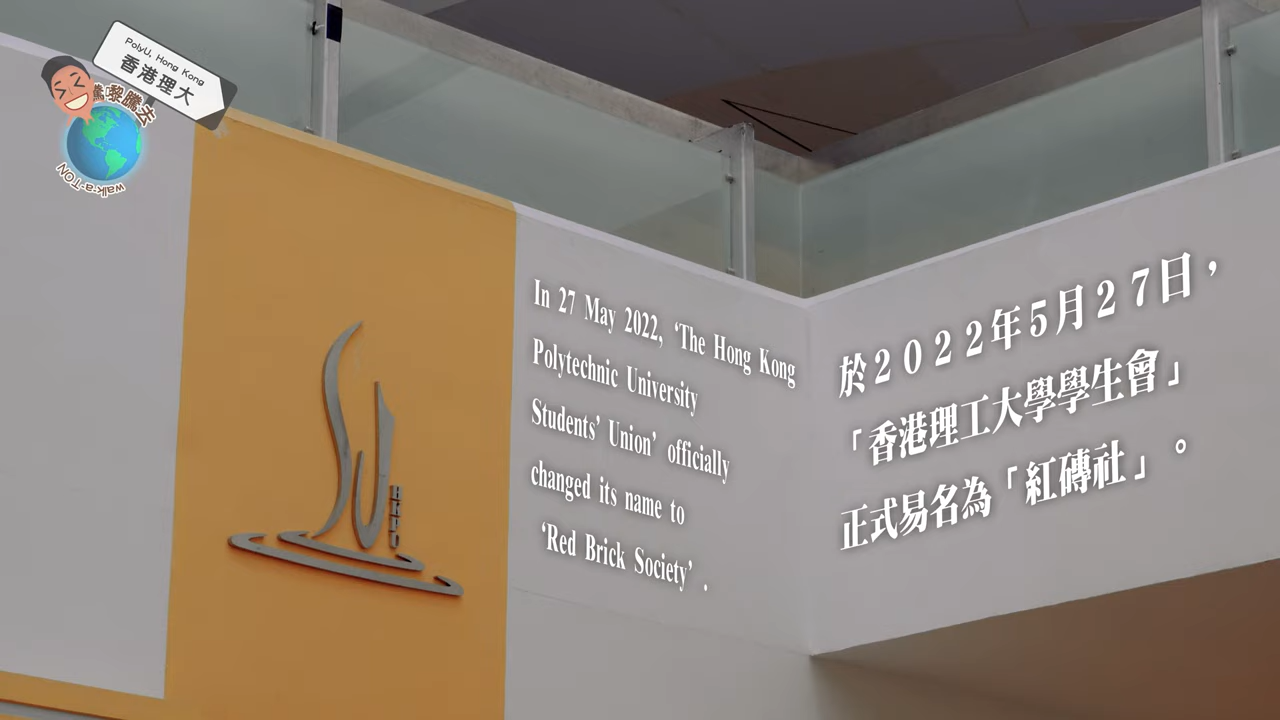 PolyU, Hong Kong
香港理大
黎騰去
walk-a-TON
SU
HKPU
In 27 May 2022, ‘The Hong Kong
Polytechnic University
Students’ Union’ officially
changed its name to
‘Red Brick Society’ .
於2022年5月27日，
「香港理工大學學生會」
正式易名為「紅磚社」。